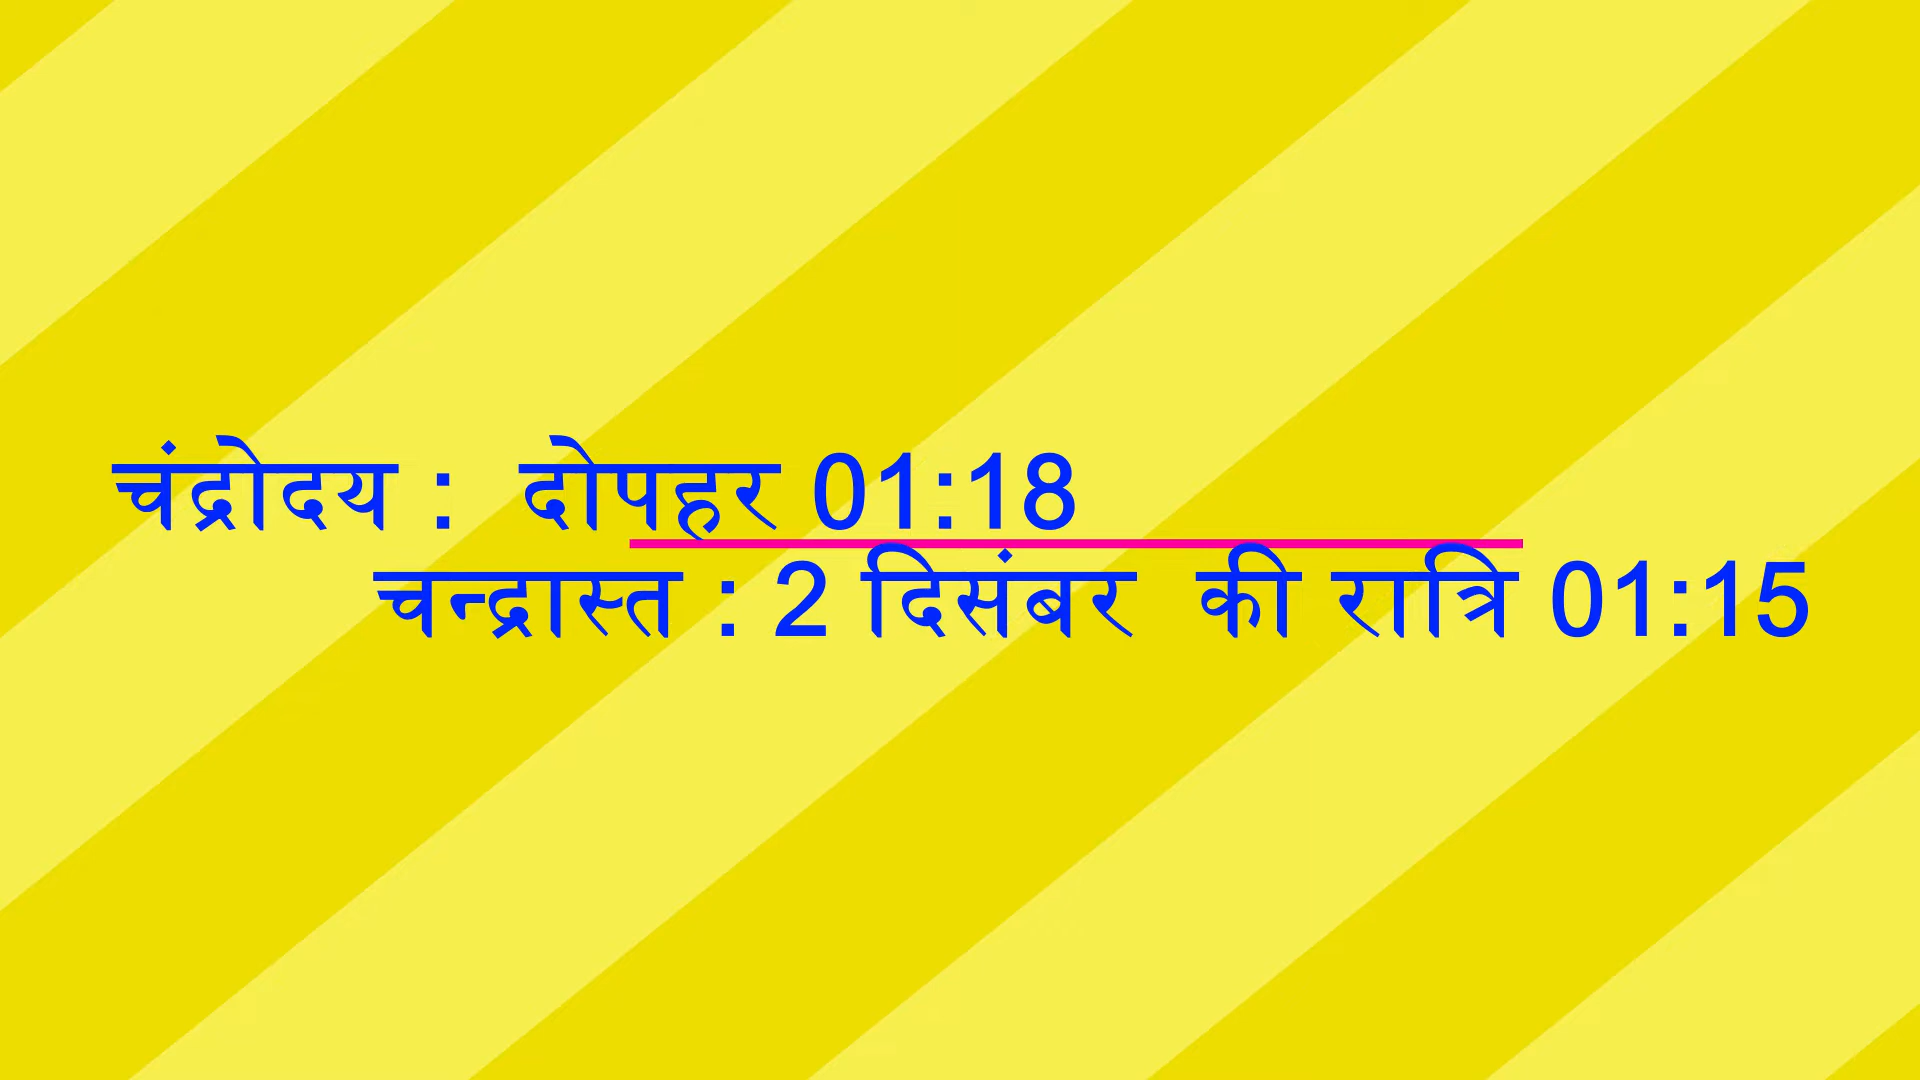 चंद्रोदय :  दोपहर 01:18
चन्द्रास्त : 2 दिसंबर  की रात्रि 01:15